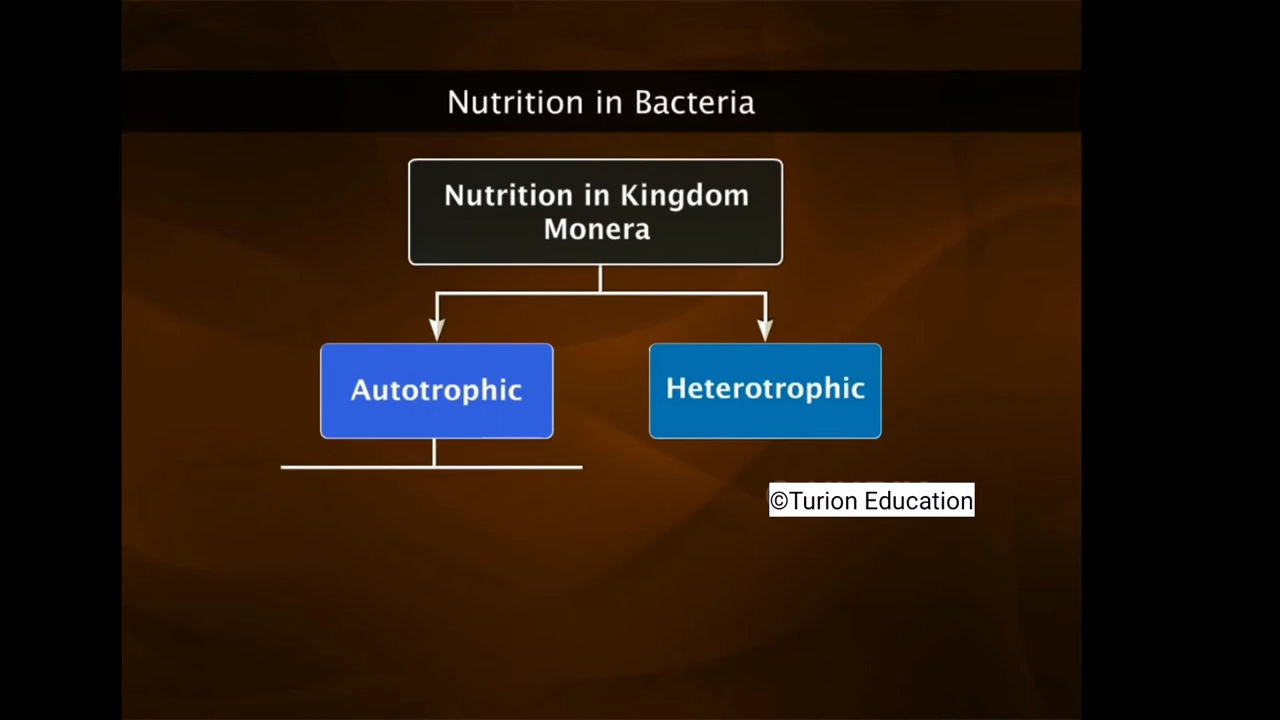 Nutrition in Bacteria
Nutrition in Kingdom
Monera
Autotrophic
Heterotrophic
©Turion Education